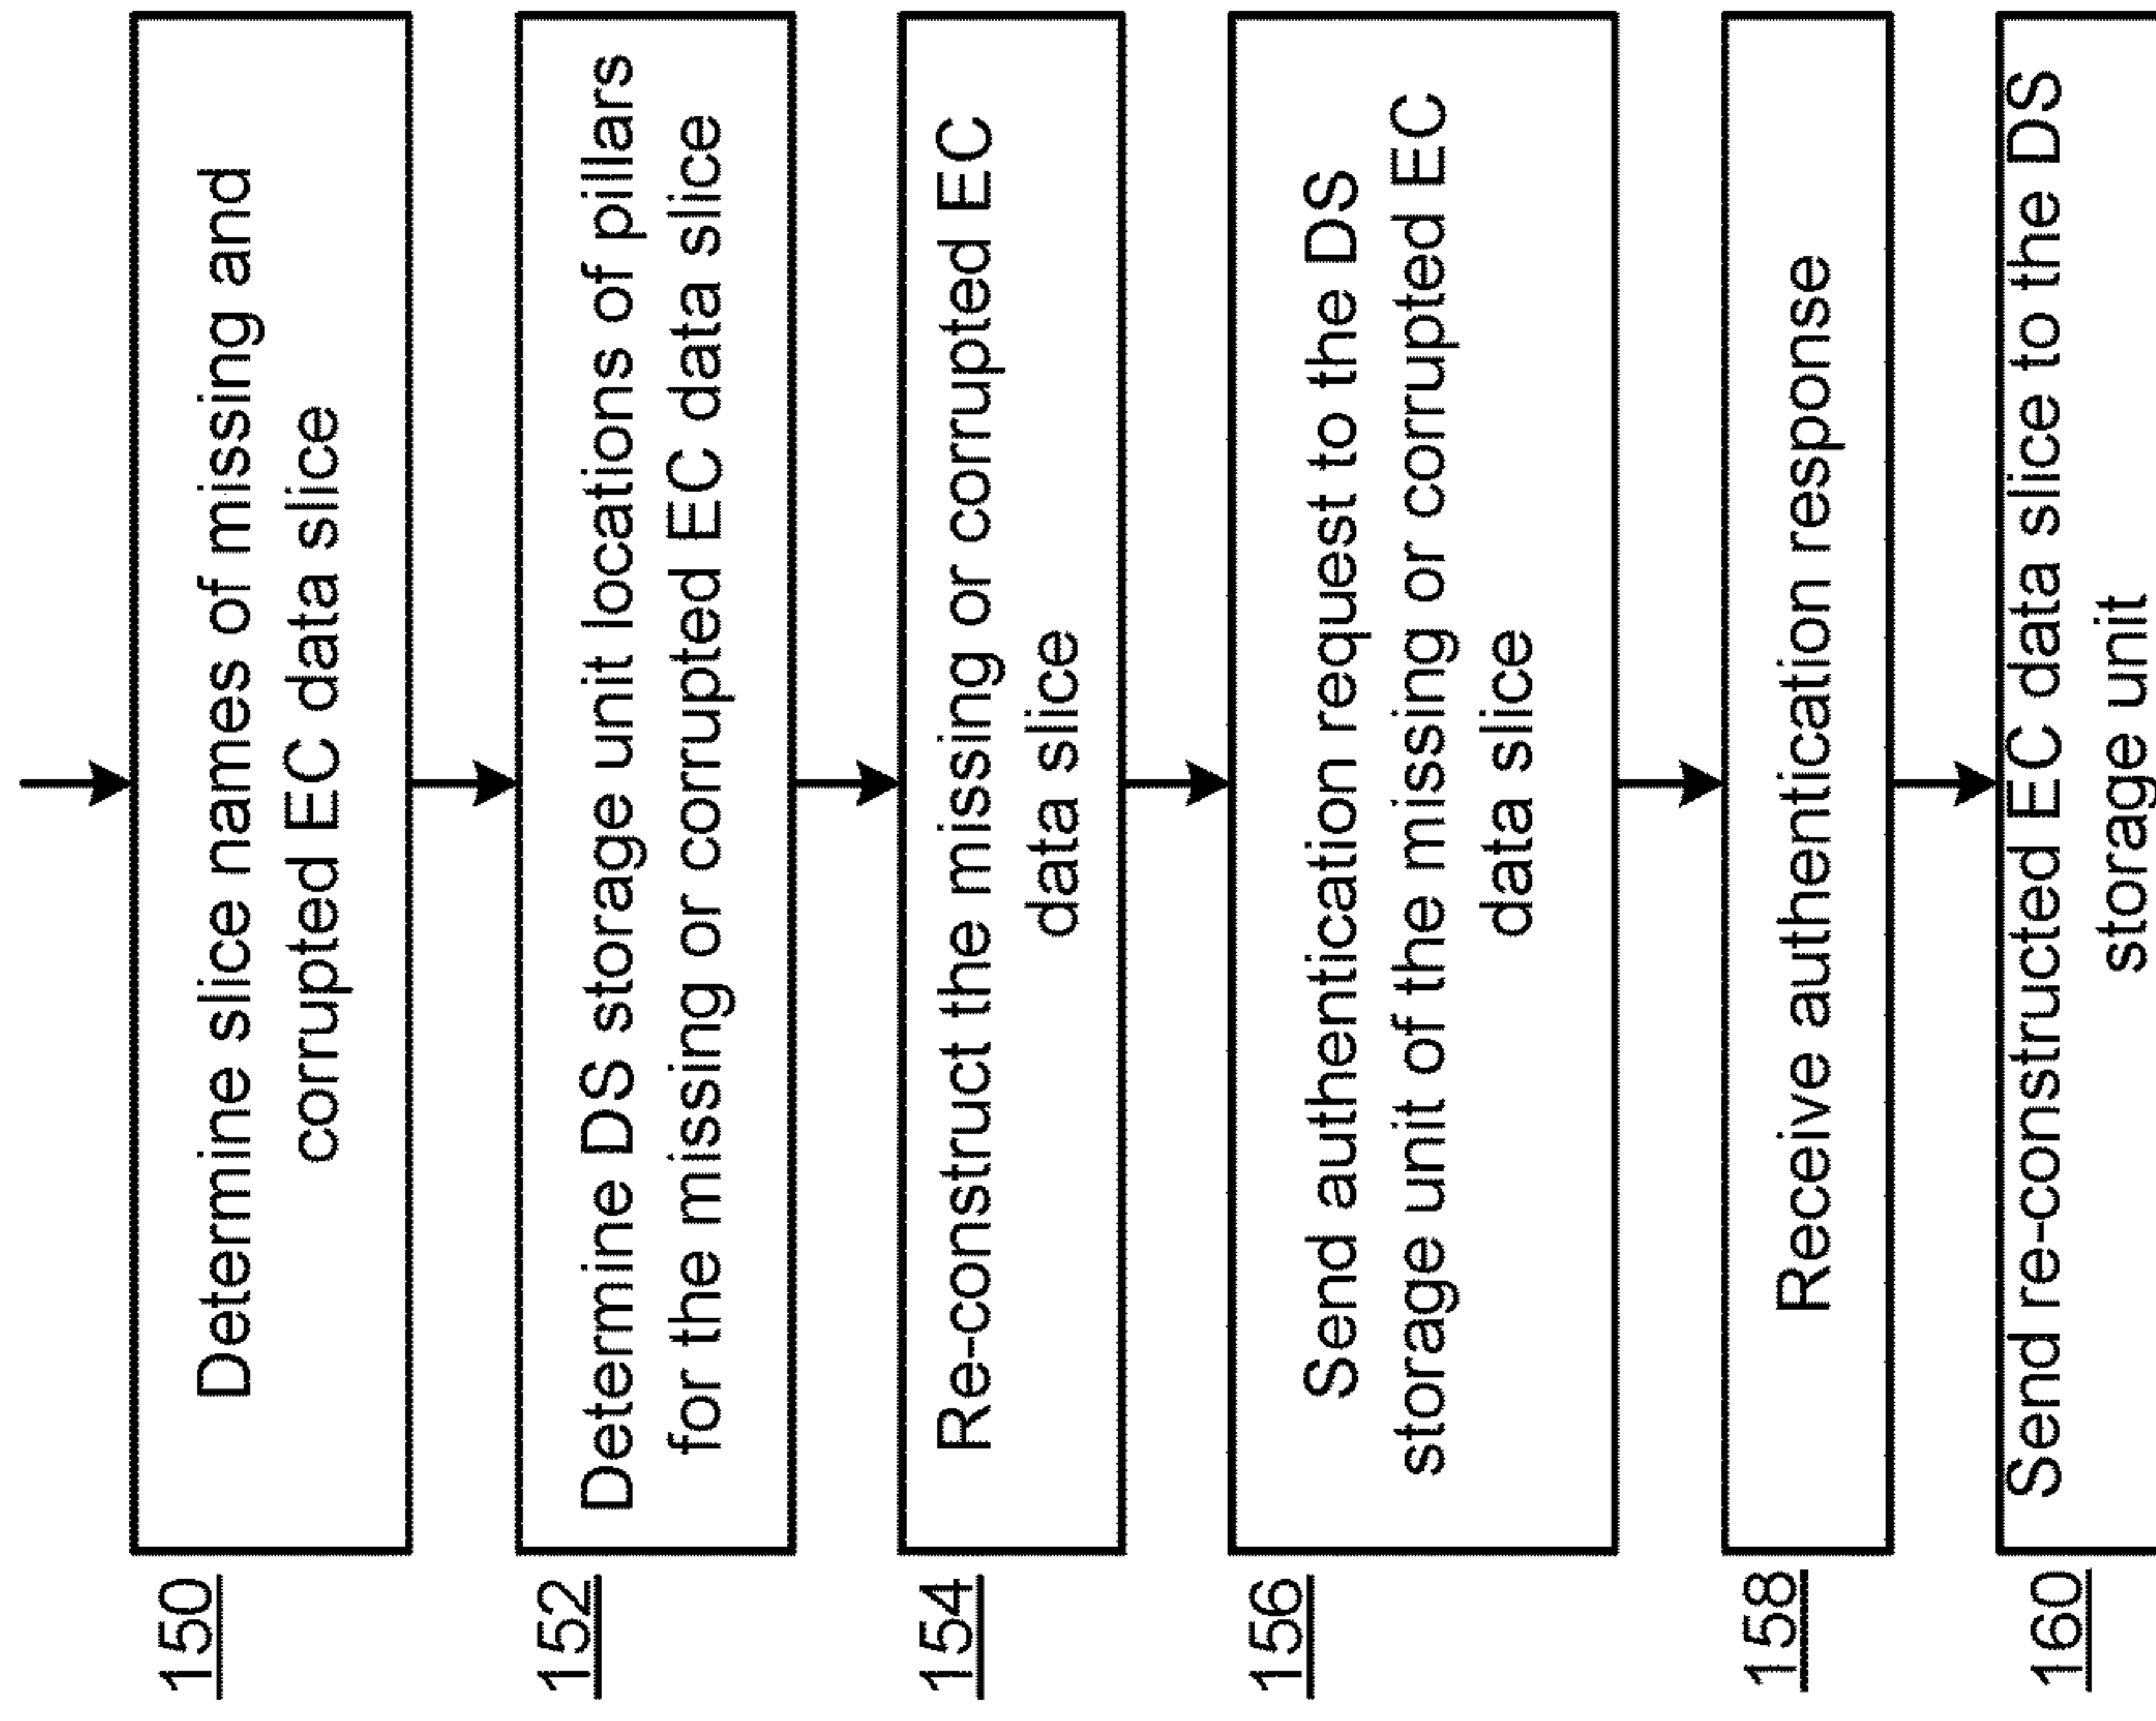 150
Determine slice names of missing and
corrupted EC data slice
152
Determine DS storage unit locations of pillars
for the missing or corrupted EC data slice
154
Re-construct the missing or corrupted EC
data slice
156
Send authentication request to the DS
storage unit of the missing or corrupted EC
data slice
158
Receive authentication response
160
Send re-constructed EC data slice to the DS
storage unit